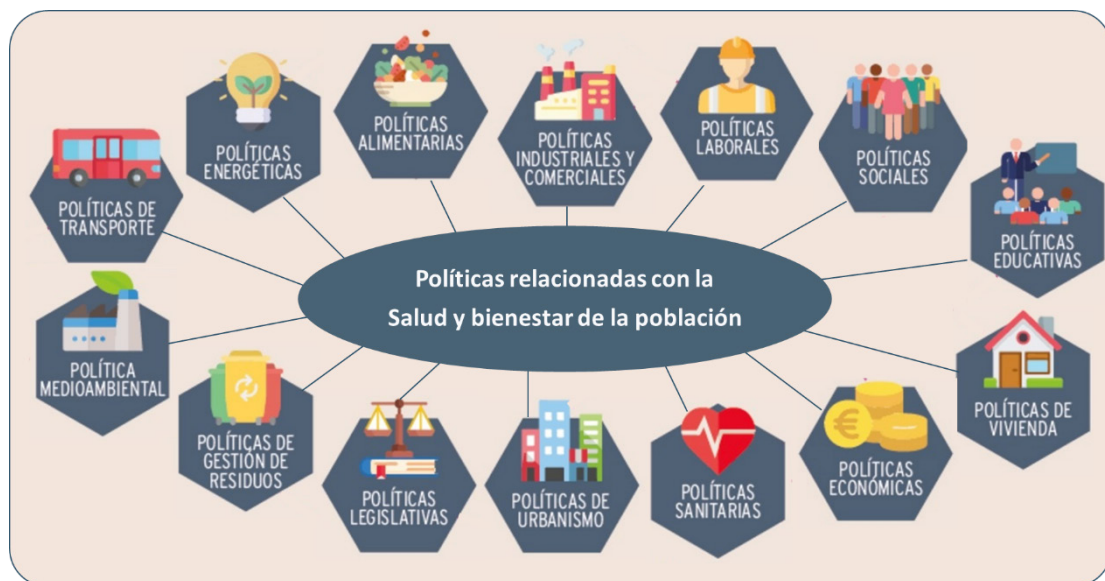 POLÍTICAS DE
TRANSPORTE
POLÍTICAS
ENERGÉTICAS
POLÍTICAS
ALIMENTARIAS
POLÍTICAS
INDUSTRIALES Y
COMERCIALES
POLÍTICAS
LABORALES
POLÍTICAS
SOCIALES
POLÍTICAS
EDUCATIVAS
Políticas relacionadas con la
Salud y bienestar de la población
POLÍTICA
MEDIOAMBIENTAL
POLÍTICAS DE
GESTIÓN DE
RESIDUOS
POLÍTICAS
LEGISLATIVAS
POLÍTICAS DE
URBANISMO
POLÍTICAS
SANITARIAS
€
POLÍTICAS
ECONÓMICAS
POLÍTICAS DE
VIVIENDA